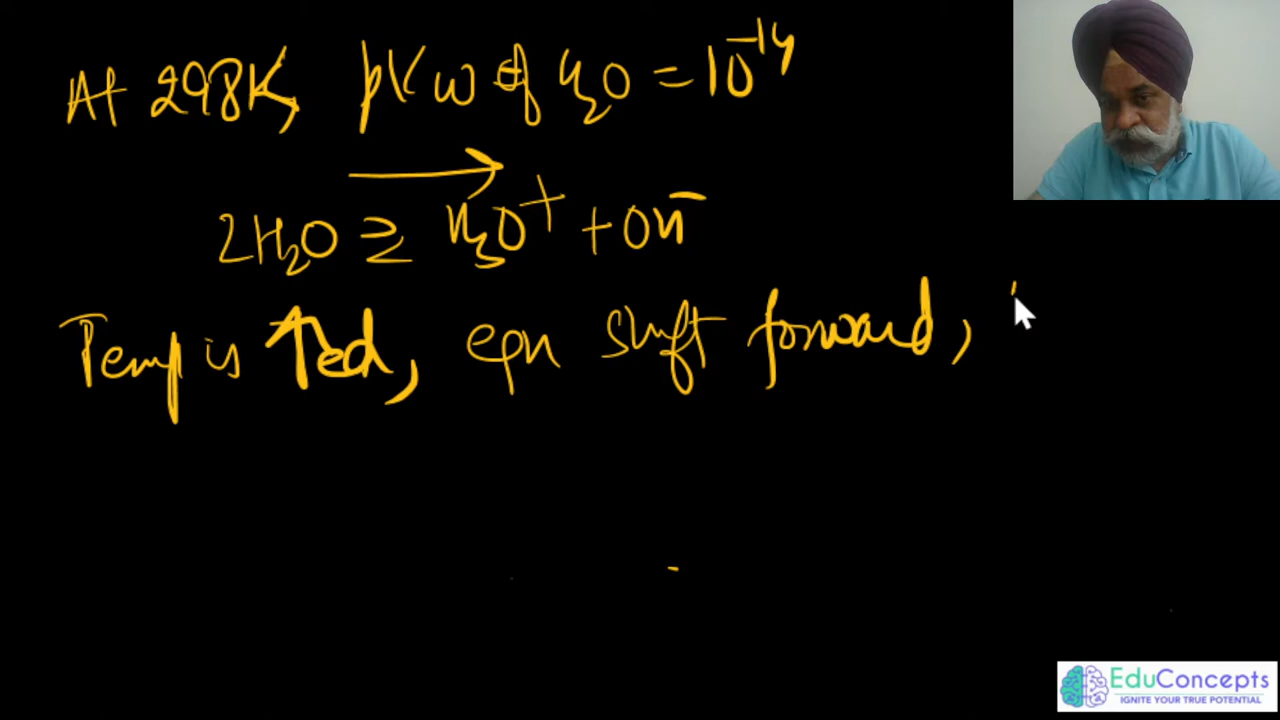 At 298K, pKw of H2O = 10^-14
2H2O ⇌ H3O+ + OH-
Temp is ↑ed, eqn shift forward,
EduConcepts
IGNITE YOUR TRUE POTENTIAL